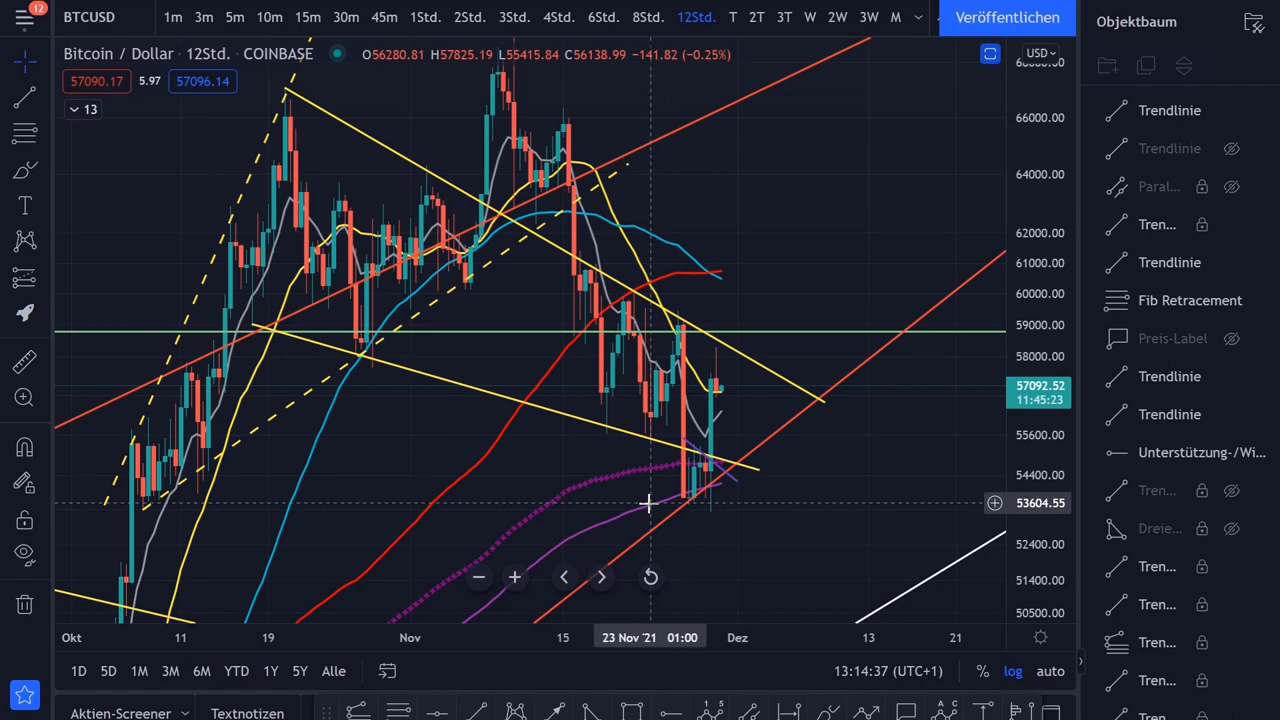 12
BTCUSD 1m 3m 5m 10m 15m 30m 45m 1Std. 2Std. 3Std. 4Std. 6Std. 8Std. 12Std. T 2T 3T W 2W 3W M Veröffentlichen Objektbaum
Bitcoin / Dollar · 12Std. · COINBASE O56280.81 H57825.19 L55415.84 C56138.99 −141.82 (−0.25%) USD
57090.17 5.97 57096.14
13
68000.00
66000.00
64000.00
62000.00
61000.00
60000.00
59000.00
58000.00
57092.52
11:45:23
55600.00
54400.00
53604.55
52400.00
51400.00
50500.00
Okt 11 19 Nov 15 23 Nov '21 01:00 Dez 13 21
1D 5D 1M 3M 6M YTD 1Y 5Y Alle 13:14:37 (UTC+1) % log auto
Aktien-Screener Textnotizen
Trendlinie
Trendlinie
Paral...
Tren...
Trendlinie
Fib Retracement
Preis-Label
Trendlinie
Trendlinie
Unterstützung-/Wi...
Tren...
Dreie...
Tren...
Tren...
Tren...
Tren...